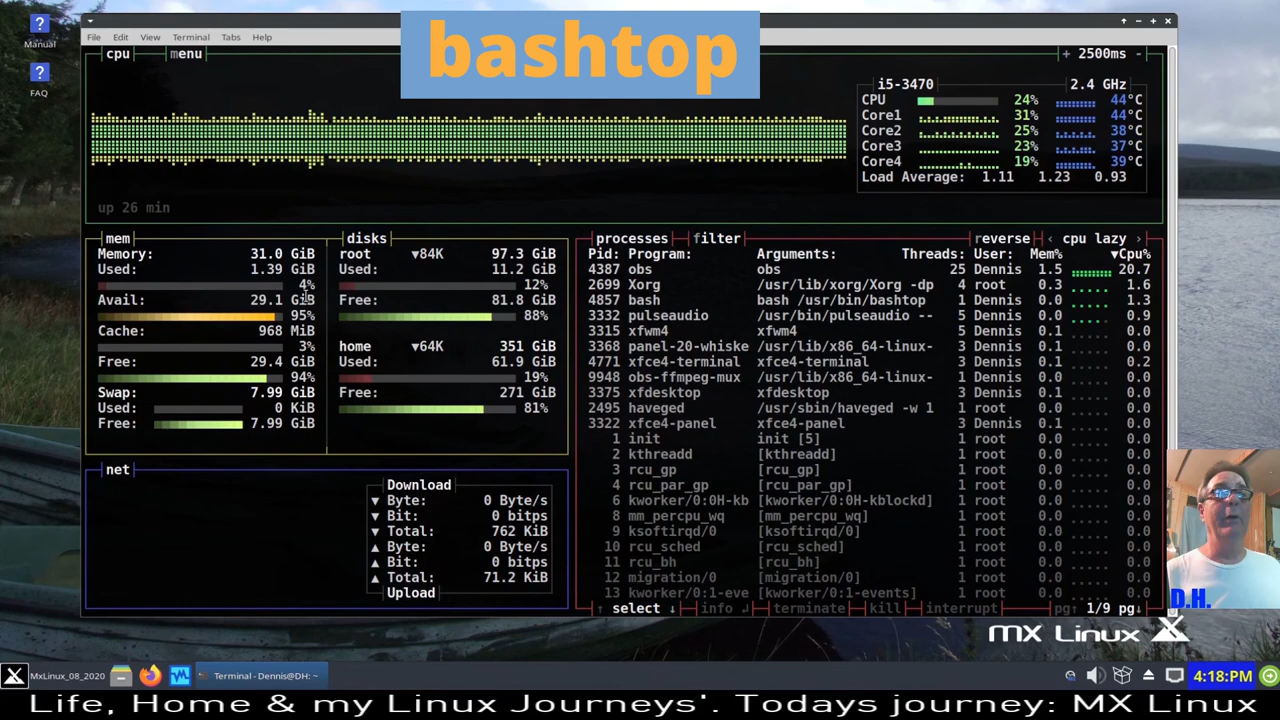 Manual
FAQ
File Edit View Terminal Tabs Help
bashtop
cpu menu + 2500ms -
i5-3470 2.4 GHz
CPU 24% 44°C
Core1 31% 44°C
Core2 25% 38°C
Core3 23% 37°C
Core4 19% 39°C
Load Average: 1.11 1.23 0.93
up 26 min
mem
Memory: 31.0 GiB
Used: 1.39 GiB
4%
Avail: 29.1 GiB
95%
Cache: 968 MiB
3%
Free: 29.4 GiB
94%
Swap: 7.99 GiB
Used: 0 KiB
Free: 7.99 GiB
disks
root ▼84K 97.3 GiB
Used: 11.2 GiB
12%
Free: 81.8 GiB
88%
home ▼64K 351 GiB
Used: 61.9 GiB
19%
Free: 271 GiB
81%
net
Download
▼ Byte: 0 Byte/s
▼ Bit: 0 bitps
▼ Total: 762 KiB
▲ Byte: 0 Byte/s
▲ Bit: 0 bitps
▲ Total: 71.2 KiB
Upload
processes filter reverse ‹ cpu lazy ›
Pid: Program: Arguments: Threads: User: Mem% ▼Cpu%
4387 obs obs 25 Dennis 1.5 20.7
2699 Xorg /usr/lib/xorg/Xorg -dp 4 root 0.3 1.6
4857 bash bash /usr/bin/bashtop 1 Dennis 0.0 1.3
3332 pulseaudio /usr/bin/pulseaudio -- 5 Dennis 0.0 0.9
3315 xfwm4 xfwm4 5 Dennis 0.1 0.0
3368 panel-20-whiske /usr/lib/x86_64-linux- 3 Dennis 0.1 0.0
4771 xfce4-terminal xfce4-terminal 3 Dennis 0.1 0.2
9948 obs-ffmpeg-mux /usr/lib/x86_64-linux- 1 Dennis 0.0 0.0
3375 xfdesktop xfdesktop 3 Dennis 0.1 0.0
2495 haveged /usr/sbin/haveged -w 1 1 root 0.0 0.0
3322 xfce4-panel xfce4-panel 3 Dennis 0.1 0.0
1 init init [5] 1 root 0.0 0.0
2 kthreadd [kthreadd] 1 root 0.0 0.0
3 rcu_gp [rcu_gp] 1 root 0.0 0.0
4 rcu_par_gp [rcu_par_gp] 1 root 0.0 0.0
6 kworker/0:0H-kb [kworker/0:0H-kblockd] 1 root 0.0 0.0
8 mm_percpu_wq [mm_percpu_wq] 1 root 0.0 0.0
9 ksoftirqd/0 [ksoftirqd/0] 1 root 0.0 0.0
10 rcu_sched [rcu_sched] 1 root 0.0 0.0
11 rcu_bh [rcu_bh] 1 root 0.0 0.0
12 migration/0 [migration/0] 1 root 0.0 0.0
13 kworker/0:1-eve [kworker/0:1-events] 1 root 0.0 0.0
↑ select ↓ info ↲ terminate kill interrupt pg↑ 1/9 pg↓
D.H.
MX Linux
MxLinux_08_2020 Terminal - Dennis@DH: ~ 4:18:PM
Life, Home & my Linux Journeys'. Todays journey: MX Linux